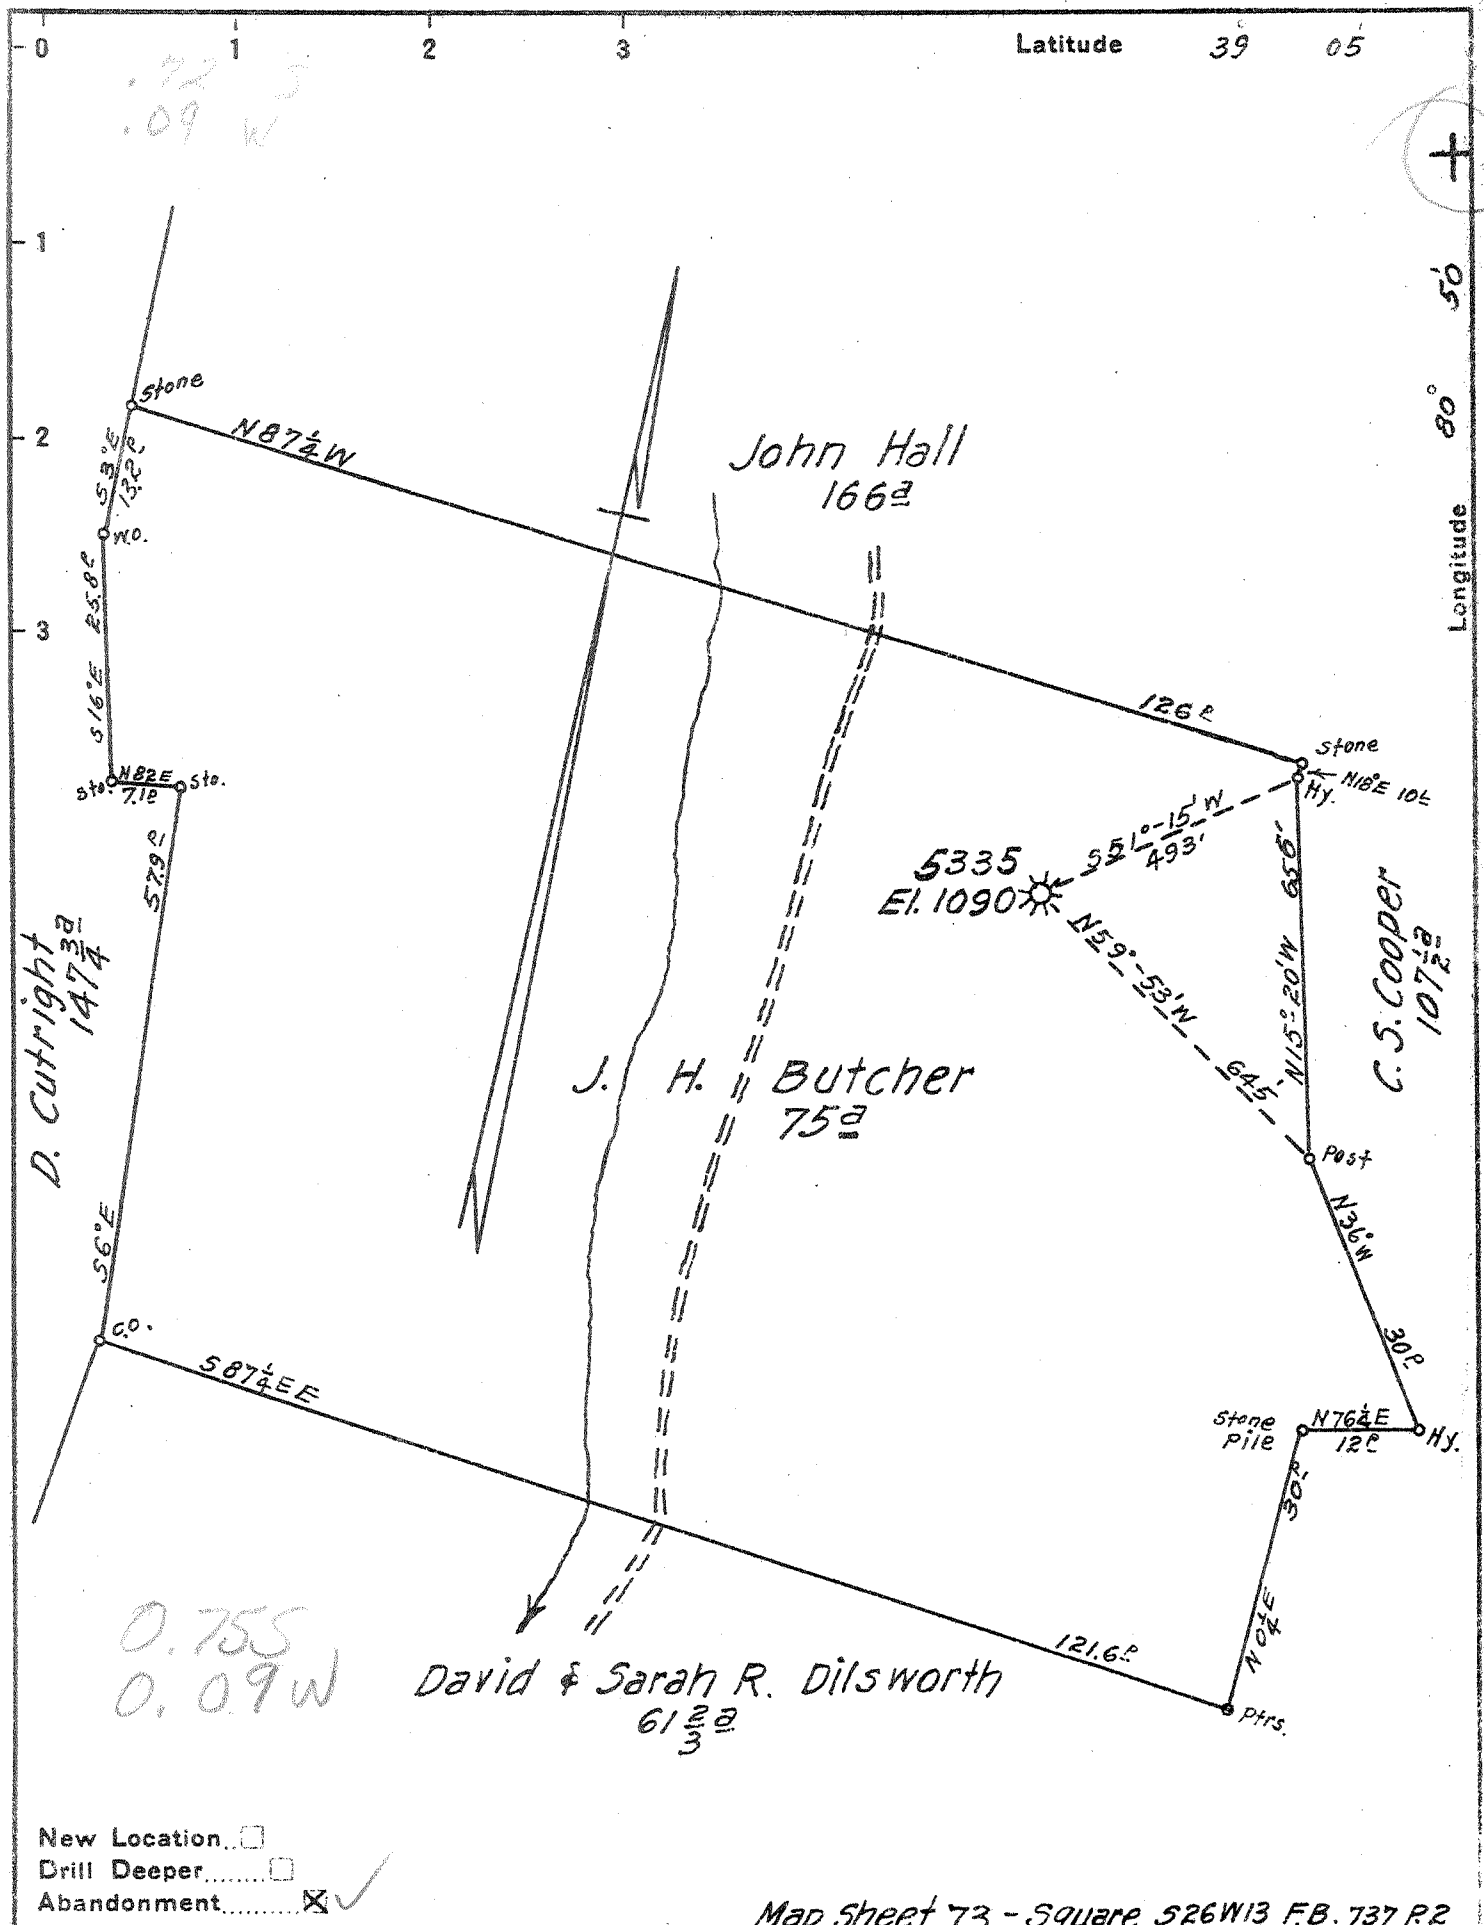 0 1 2 3 Latitude 39° 05'
.72 S
.09 W
+
1
50'
80°
Longitude
2
3
Stone
N87¼W
John Hall
166a
S3°E
13.2P
W.O.
S16°E 25.8P
126P
Stone
N18°E 10L
Hy.
Sto. N82E Sto.
7.1P
S51°-15'W
493'
5335
El. 1090
57.9P
656'
N15°20'W
C.S. Cooper
107½a
D. Cutright
147¾a
N59°-53'W
645'
J. H. Butcher
75a
Post
N36°W
30P
S6°E
C.O.
S87¼EE
Stone
Pile
N76¼E
12P
Hy.
30P
N0¼E
121.6P
Ptrs.
0.75S
0.09W
David & Sarah R. Dilsworth
61⅔a
New Location..☐
Drill Deeper........☐
Abandonment..........☒ ✓
Map Sheet 73 - Square S26W13 F.B. 737 P.2